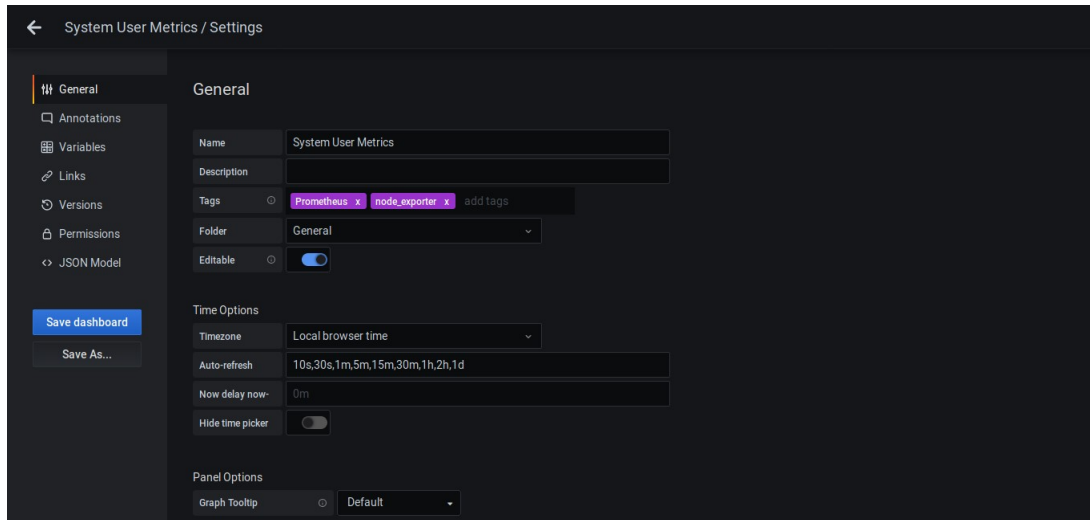 System User Metrics / Settings
General
Annotations
Variables
Links
Versions
Permissions
JSON Model
Save dashboard
Save As...
General
Name System User Metrics
Description
Tags Prometheus x node_exporter x add tags
Folder General
Editable
Time Options
Timezone Local browser time
Auto-refresh 10s,30s,1m,5m,15m,30m,1h,2h,1d
Now delay now- 0m
Hide time picker
Panel Options
Graph Tooltip Default